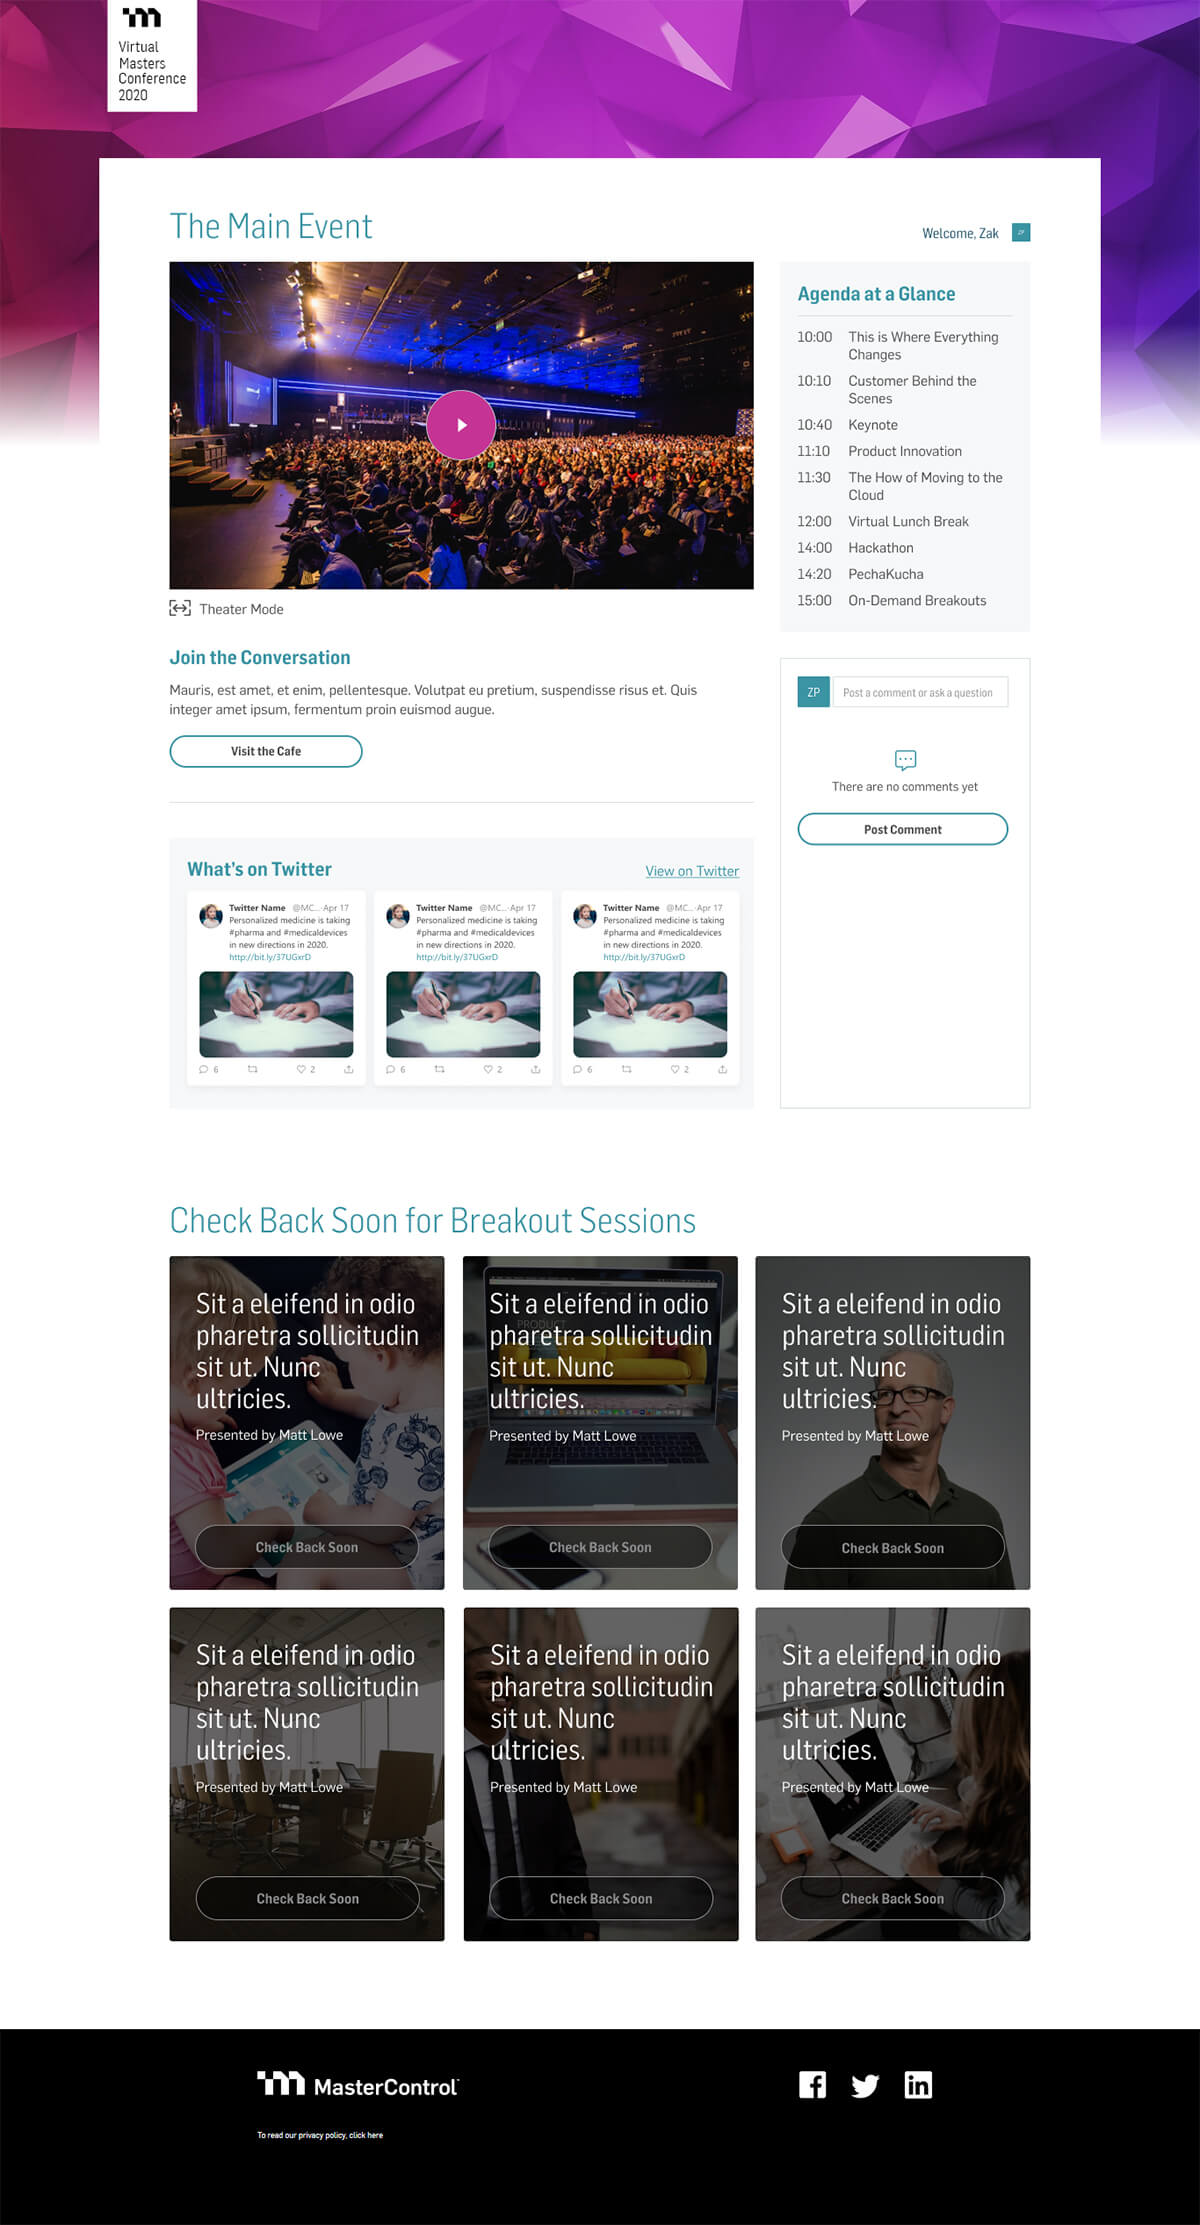 Virtual
Masters
Conference
2020
The Main Event
Welcome, Zak
ZP
Agenda at a Glance
10:00 This is Where Everything
Changes
10:10 Customer Behind the
Scenes
10:40 Keynote
11:10 Product Innovation
11:30 The How of Moving to the
Cloud
12:00 Virtual Lunch Break
14:00 Hackathon
14:20 PechaKucha
15:00 On-Demand Breakouts
Theater Mode
Join the Conversation
Mauris, est amet, et enim, pellentesque. Volutpat eu pretium, suspendisse risus et. Quis
integer amet ipsum, fermentum proin euismod augue.
Visit the Cafe
ZP Post a comment or ask a question
There are no comments yet
Post Comment
What's on Twitter
View on Twitter
Twitter Name @MC... · Apr 17
Personalized medicine is taking
#pharma and #medicaldevices
in new directions in 2020.
http://bit.ly/37UGxrD
6 2
Twitter Name @MC... · Apr 17
Personalized medicine is taking
#pharma and #medicaldevices
in new directions in 2020.
http://bit.ly/37UGxrD
6 2
Twitter Name @MC... · Apr 17
Personalized medicine is taking
#pharma and #medicaldevices
in new directions in 2020.
http://bit.ly/37UGxrD
6 2
Check Back Soon for Breakout Sessions
Sit a eleifend in odio
pharetra sollicitudin
sit ut. Nunc
ultricies.
Presented by Matt Lowe
Check Back Soon
Sit a eleifend in odio
PRODUCT
pharetra sollicitudin
sit ut. Nunc
ultricies.
Presented by Matt Lowe
Check Back Soon
Sit a eleifend in odio
pharetra sollicitudin
sit ut. Nunc
ultricies.
Presented by Matt Lowe
Check Back Soon
Sit a eleifend in odio
pharetra sollicitudin
sit ut. Nunc
ultricies.
Presented by Matt Lowe
Check Back Soon
Sit a eleifend in odio
pharetra sollicitudin
sit ut. Nunc
ultricies.
Presented by Matt Lowe
Check Back Soon
Sit a eleifend in odio
pharetra sollicitudin
sit ut. Nunc
ultricies.
Presented by Matt Lowe
Check Back Soon
MasterControl
To read our privacy policy, click here